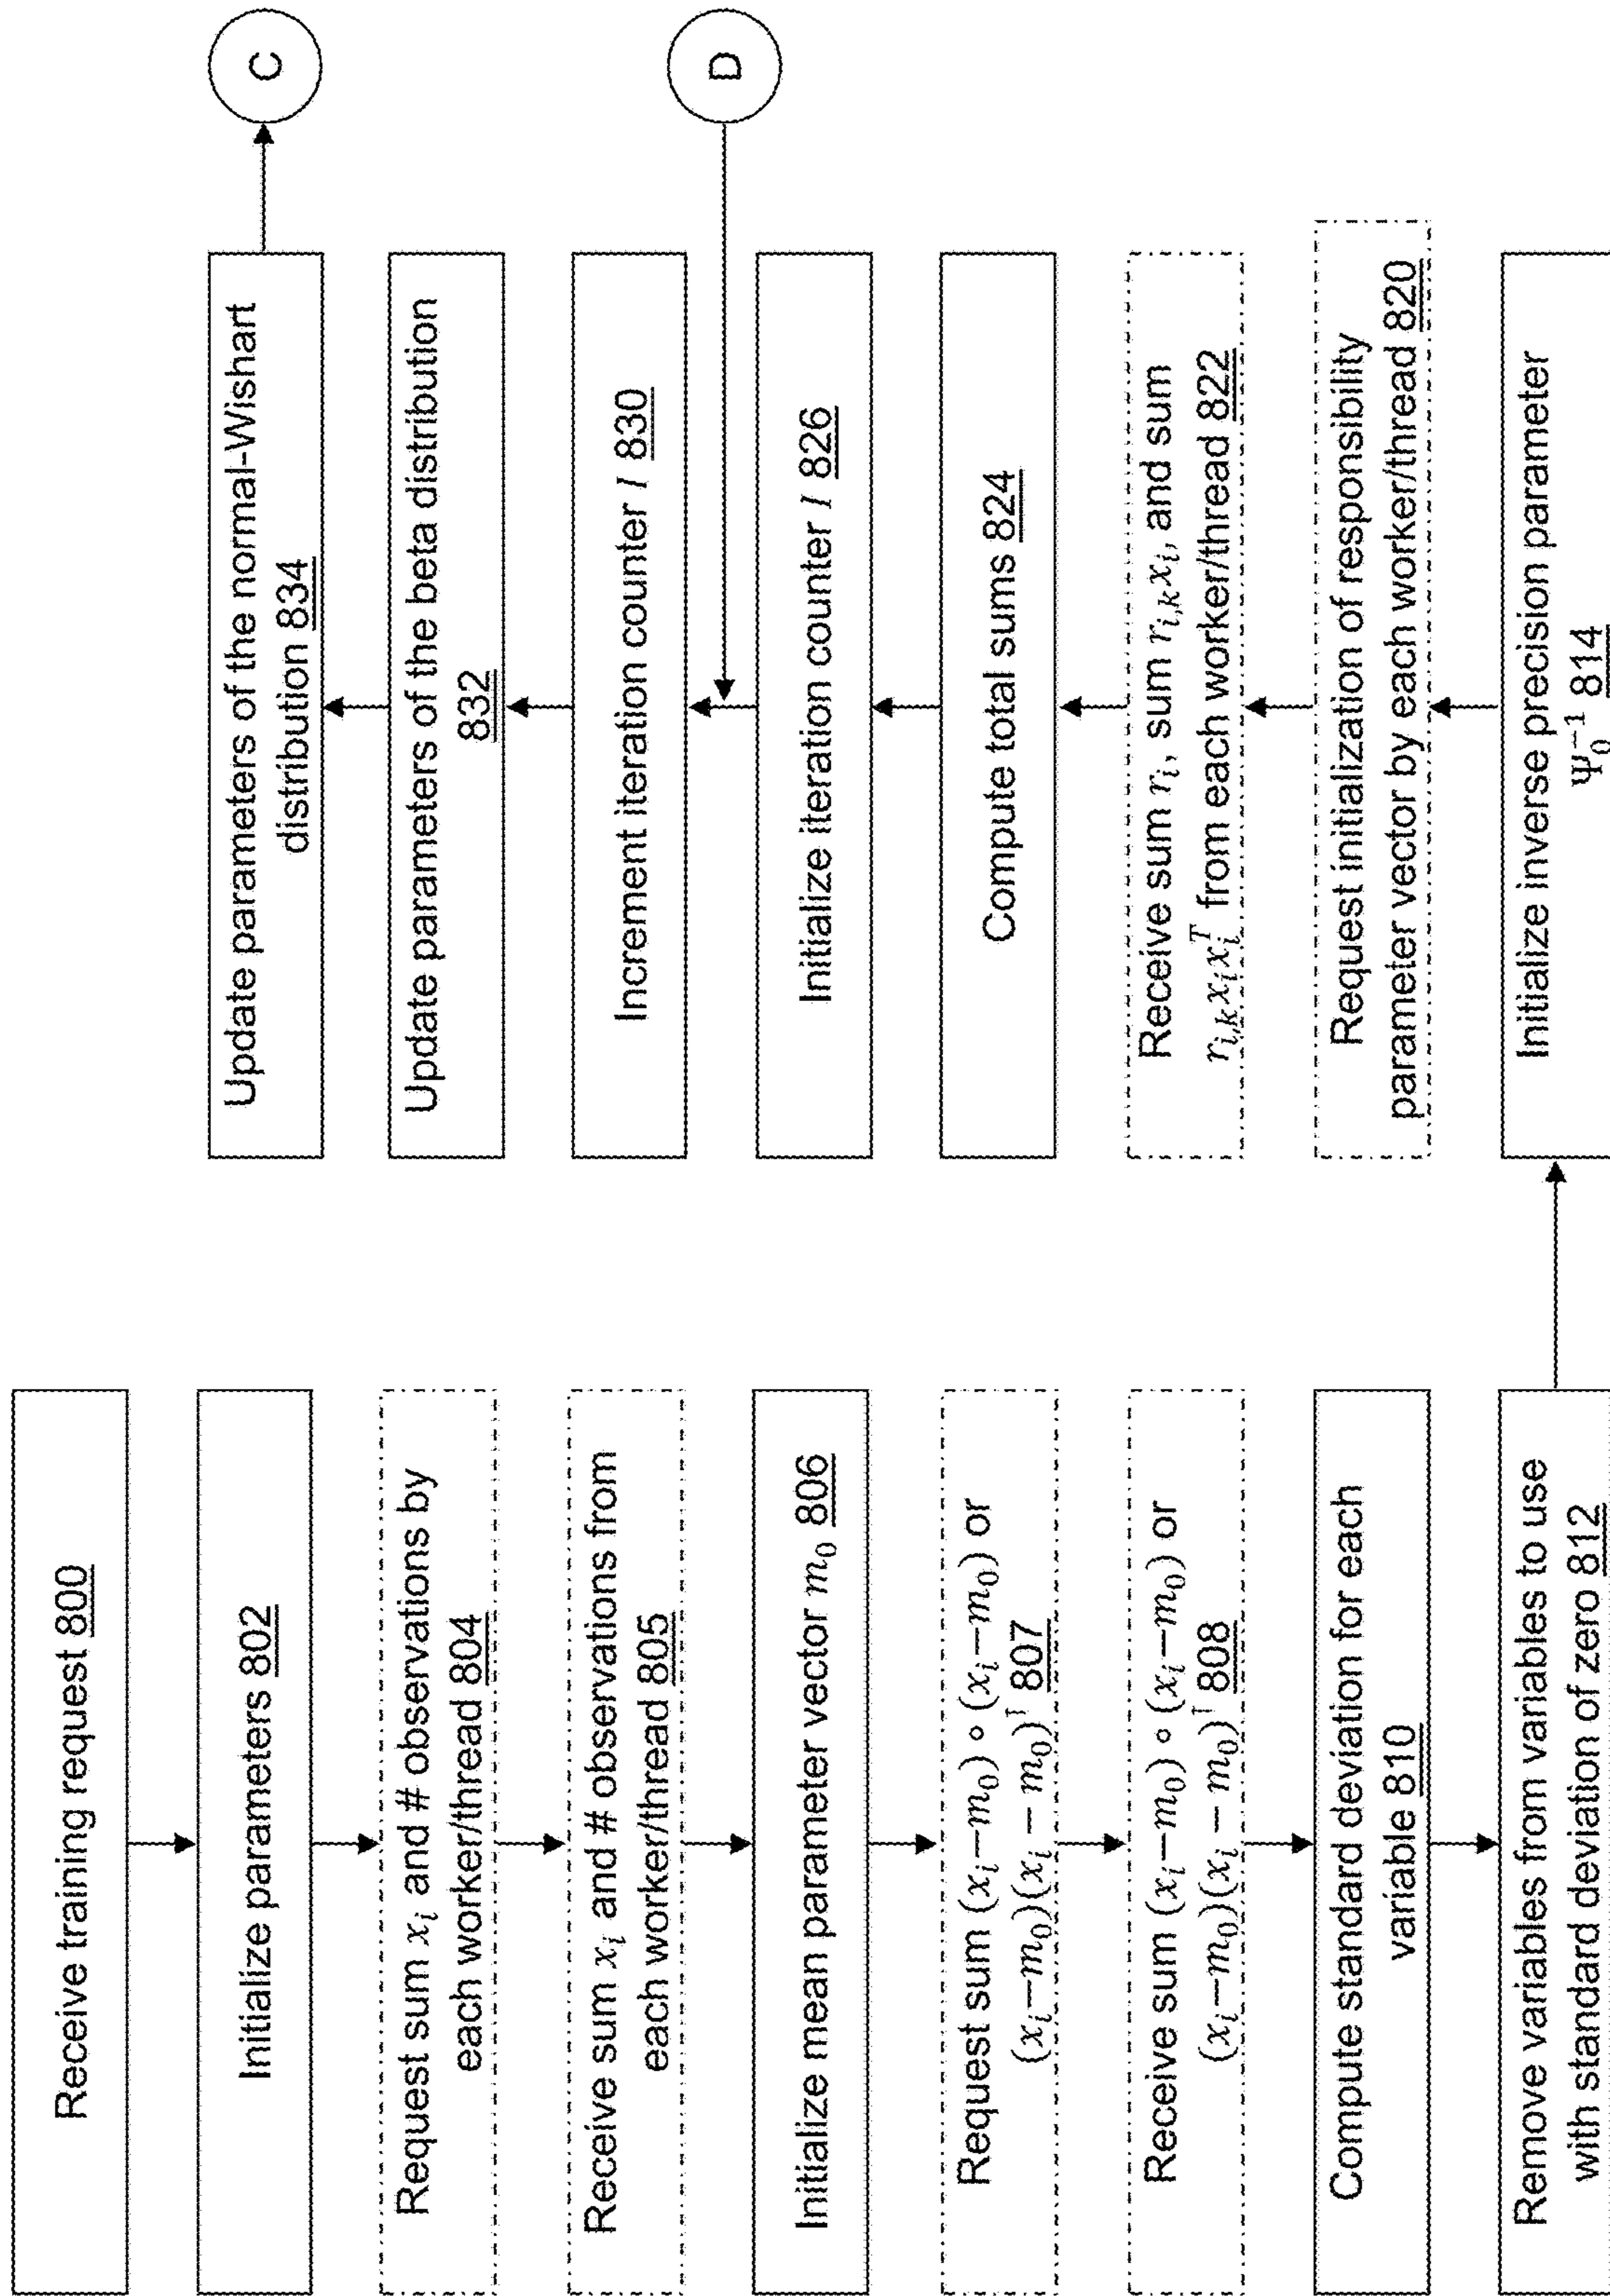 Receive training request 800
Initialize parameters 802
Request sum x_i and # observations by
each worker/thread 804
Receive sum x_i and # observations from
each worker/thread 805
Initialize mean parameter vector m_0 806
Request sum (x_i−m_0) ∘ (x_i−m_0) or
(x_i−m_0)(x_i − m_0)^T 807
Receive sum (x_i−m_0) ∘ (x_i−m_0) or
(x_i−m_0)(x_i − m_0)^T 808
Compute standard deviation for each
variable 810
Remove variables from variables to use
with standard deviation of zero 812
Initialize inverse precision parameter
Ψ_0^{−1} 814
Request initialization of responsibility
parameter vector by each worker/thread 820
Receive sum r_i, sum r_{i,k}x_i, and sum
r_{i,k}x_i x_i^T from each worker/thread 822
Compute total sums 824
Initialize iteration counter I 826
Increment iteration counter I 830
Update parameters of the beta distribution
832
Update parameters of the normal-Wishart
distribution 834
C
D